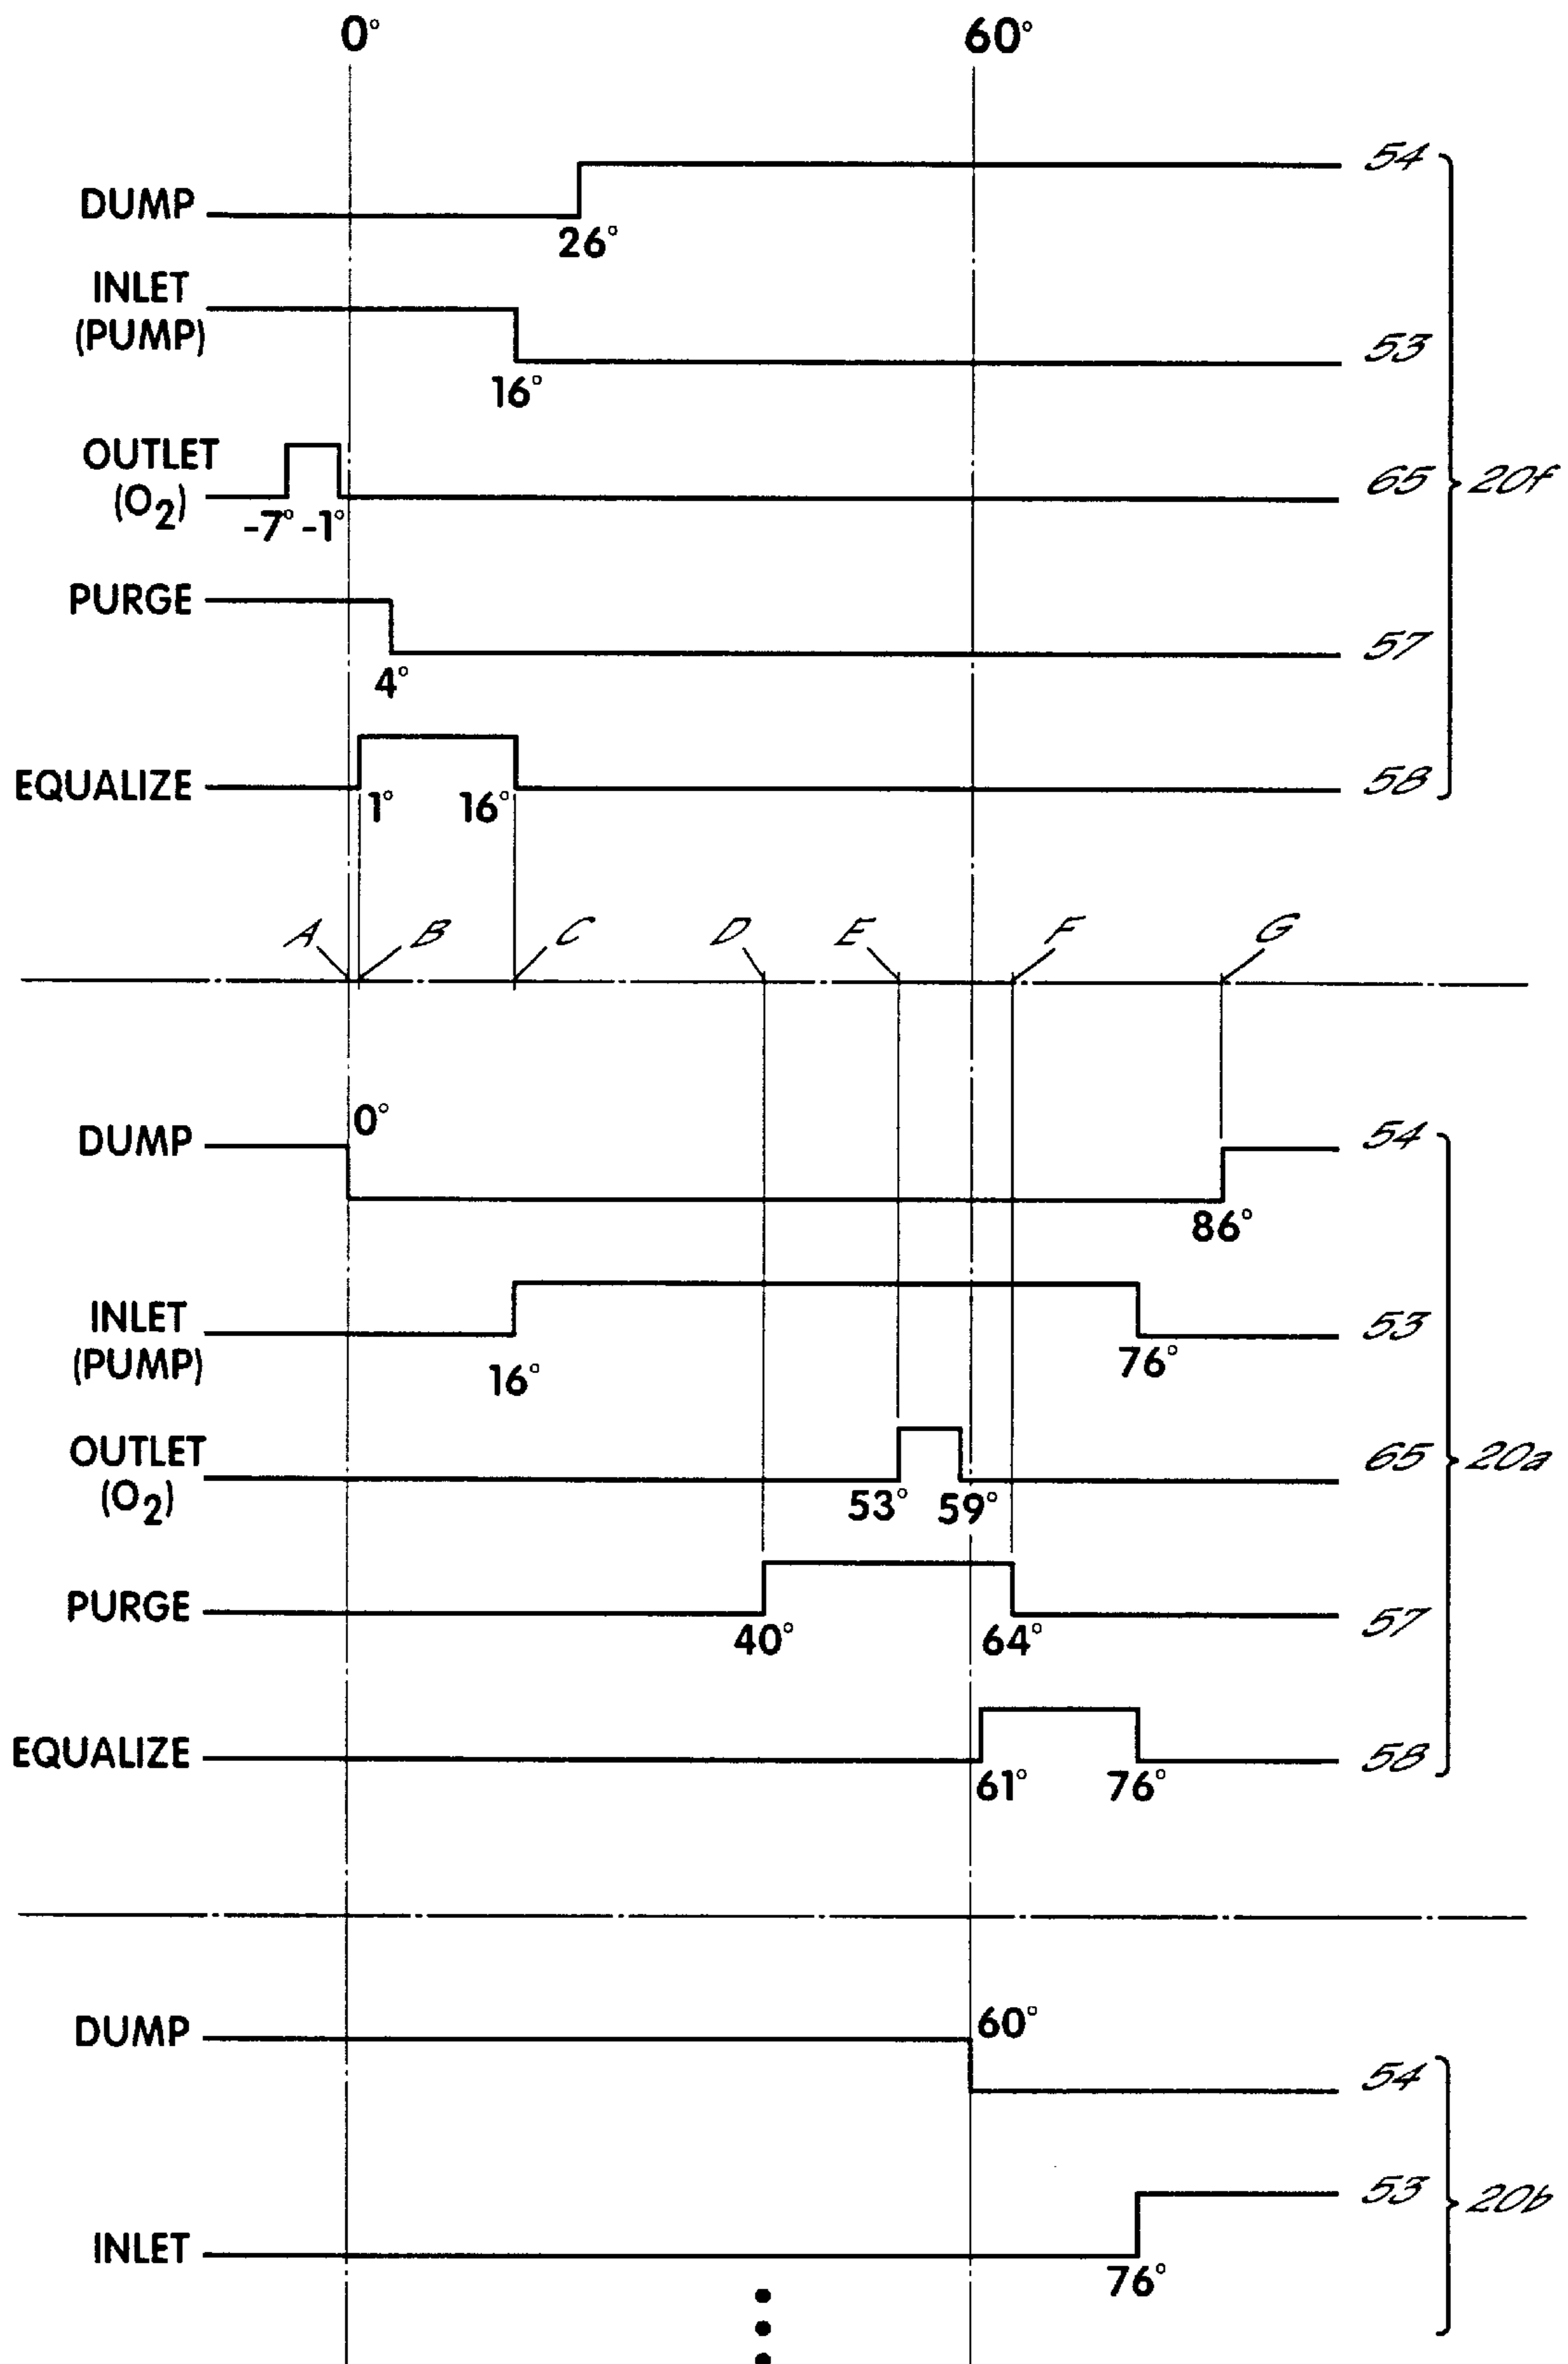 0° 60°
DUMP 54
26°
INLET
(PUMP) 53
16°
OUTLET
(O2) 65 20f
-7° -1°
PURGE 57
4°
EQUALIZE 58
1° 16°
A B C D E F G
0°
DUMP 54
86°
INLET
(PUMP) 53
16° 76°
OUTLET
(O2) 65 20a
53° 59°
PURGE 57
40° 64°
EQUALIZE 58
61° 76°
DUMP 60°
54
53 20b
INLET
76°